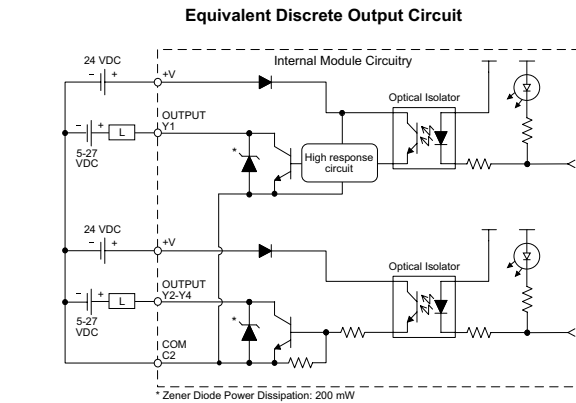 Equivalent Discrete Output Circuit
24 VDC
Internal Module Circuitry
− +
+V
Optical Isolator
OUTPUT
Y1
− +
L
5-27
VDC
*
High response
circuit
24 VDC
− +
+V
Optical Isolator
OUTPUT
Y2-Y4
− +
L
5-27
VDC
*
COM
C2
* Zener Diode Power Dissipation: 200 mW